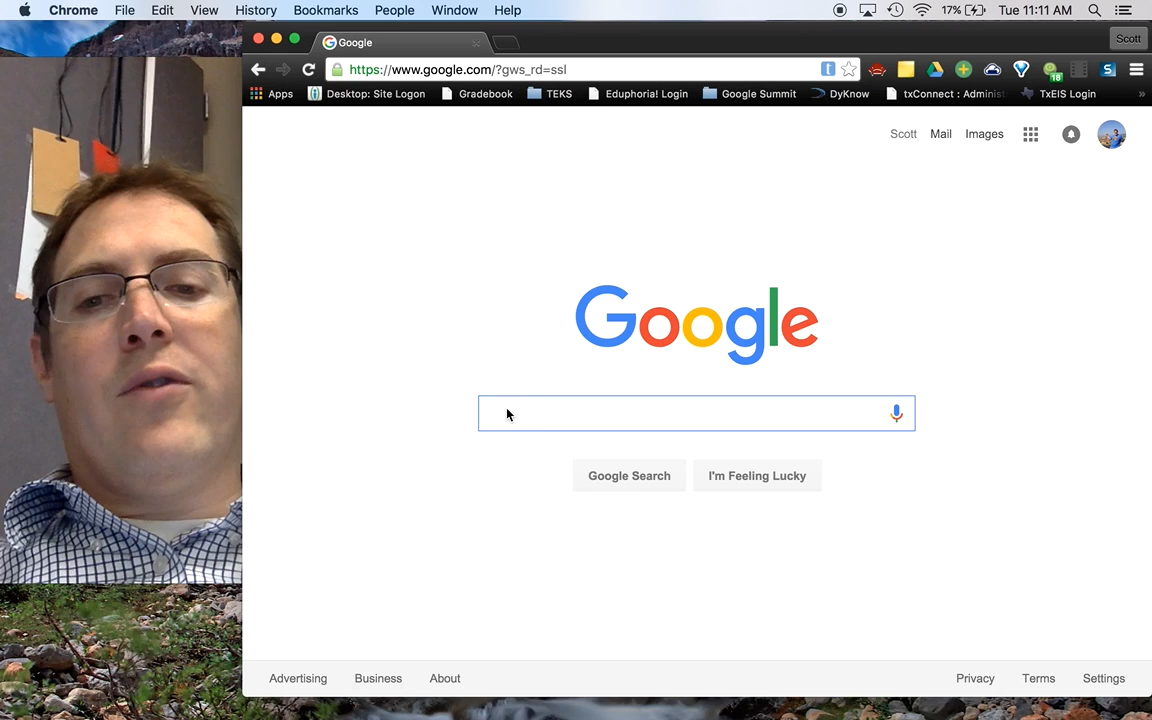 Chrome File Edit View History Bookmarks People Window Help 17% Tue 11:11 AM
Google Scott
https://www.google.com/?gws_rd=ssl 18
Apps Desktop: Site Logon Gradebook TEKS Eduphoria! Login Google Summit DyKnow txConnect : Adminis TxEIS Login »
Scott Mail Images
Google
Google Search I'm Feeling Lucky
Advertising Business About Privacy Terms Settings